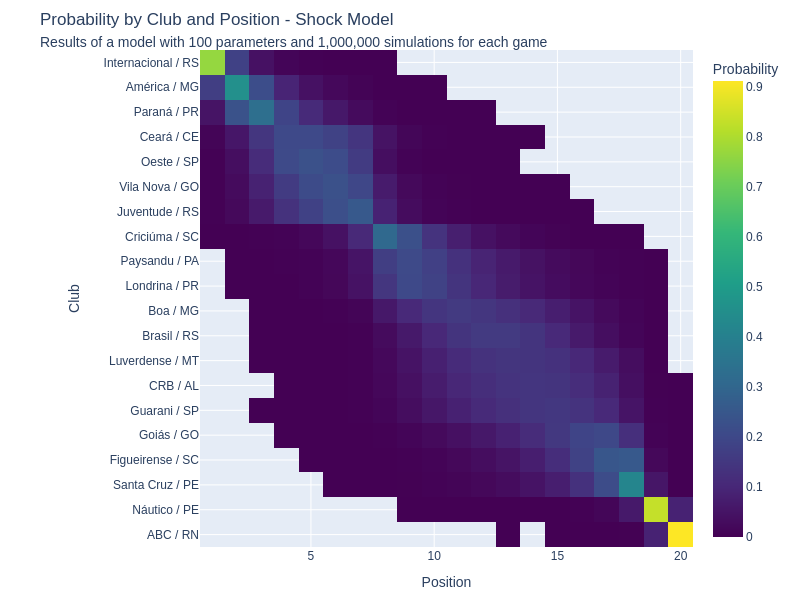 Probability by Club and Position - Shock Model
Results of a model with 100 parameters and 1,000,000 simulations for each game
Probability
Internacional / RS
América / MG
Paraná / PR
Ceará / CE
Oeste / SP
Vila Nova / GO
Juventude / RS
Criciúma / SC
Paysandu / PA
Londrina / PR
Boa / MG
Brasil / RS
Luverdense / MT
CRB / AL
Guarani / SP
Goiás / GO
Figueirense / SC
Santa Cruz / PE
Náutico / PE
ABC / RN
Club
5
10
15
20
Position
0.9
0.8
0.7
0.6
0.5
0.4
0.3
0.2
0.1
0